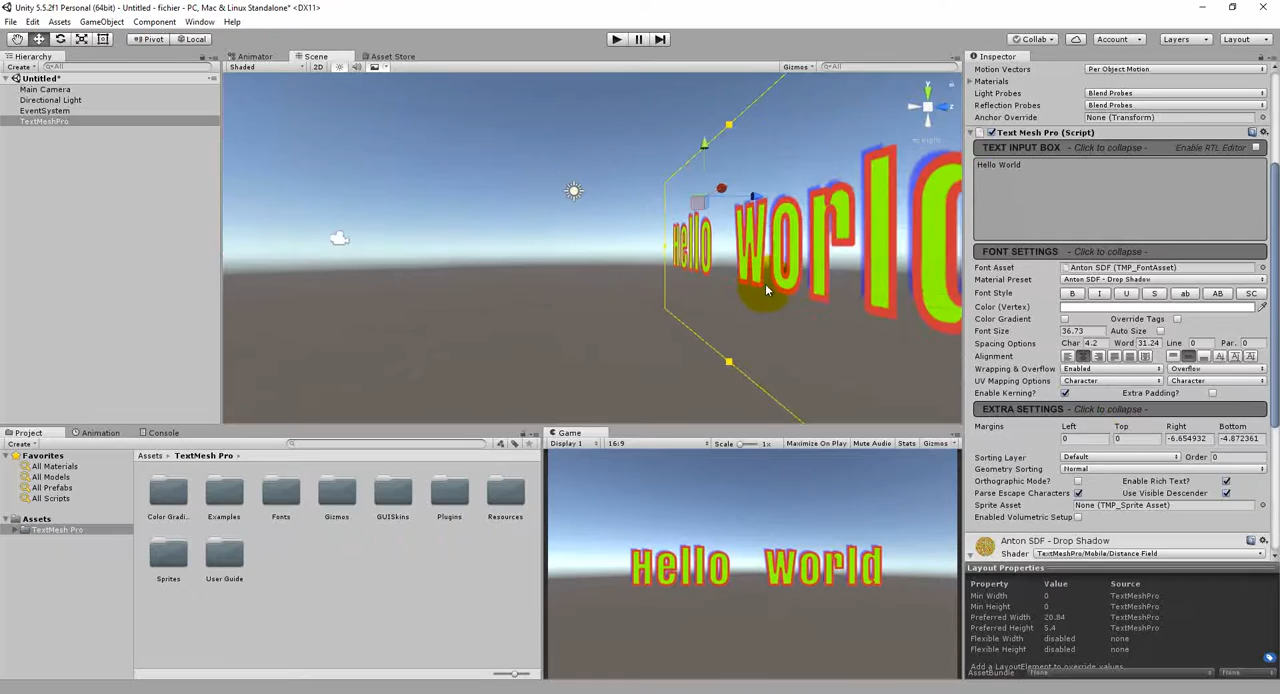 Unity 5.5.2f1 Personal (64bit) - Untitled - fichier - PC, Mac & Linux Standalone* <DX11>
File Edit Assets GameObject Component Window Help
Pivot Local Collab Account Layers Layout
Hierarchy Animator Scene Asset Store Inspector
Create All Shaded 2D Gizmos All
Untitled*
Main Camera
Directional Light
EventSystem
TextMeshPro
Hello World
Motion Vectors Per Object Motion
Materials
Light Probes Blend Probes
Reflection Probes Blend Probes
Anchor Override None (Transform)
Text Mesh Pro (Script)
TEXT INPUT BOX - Click to collapse - Enable RTL Editor
Hello World
FONT SETTINGS - Click to collapse -
Font Asset Anton SDF (TMP_FontAsset)
Material Preset Anton SDF - Drop Shadow
Font Style B I U S ab AB SC
Color (Vertex)
Color Gradient Override Tags
Font Size 36.73 Auto Size
Spacing Options Char 4.2 Word 31.24 Line 0 Par. 0
Alignment
Wrapping & Overflow Enabled Overflow
UV Mapping Options Character Character
Enable Kerning? Extra Padding?
EXTRA SETTINGS - Click to collapse -
Margins Left Top Right Bottom
0 0 -6.654932 -4.872361
Sorting Layer Default Order 0
Geometry Sorting Normal
Orthographic Mode? Enable Rich Text?
Parse Escape Characters Use Visible Descender
Sprite Asset None (TMP_Sprite Asset)
Enabled Volumetric Setup
Anton SDF - Drop Shadow
Shader TextMeshPro/Mobile/Distance Field
Layout Properties
Property Value Source
Min Width 0 TextMeshPro
Min Height 0 TextMeshPro
Preferred Width 20.84 TextMeshPro
Preferred Height 5.4 TextMeshPro
Flexible Width disabled none
Flexible Height disabled none
Add a LayoutElement to override values
AssetBundle None None
Project Animation Console
Create
Favorites
All Materials
All Models
All Prefabs
All Scripts
Assets
TextMesh Pro
Assets TextMesh Pro
Color Gradi.. Examples Fonts Gizmos GUISkins Plugins Resources
Sprites User Guide
Game
Display 1 16:9 Scale 1x Maximize On Play Mute Audio Stats Gizmos
Hello World